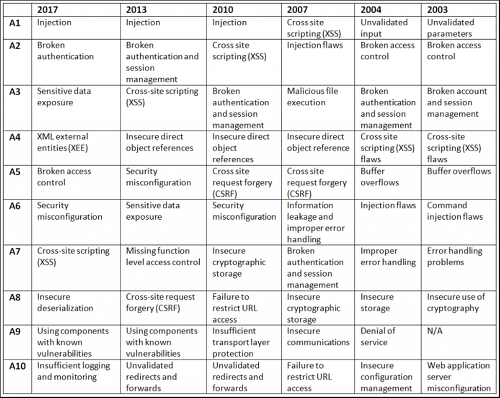 2017 2013 2010 2007 2004 2003
A1 Injection Injection Injection Cross site scripting (XSS) Unvalidated input Unvalidated parameters
A2 Broken authentication Broken authentication and session management Cross site scripting (XSS) Injection flaws Broken access control Broken access control
A3 Sensitive data exposure Cross-site scripting (XSS) Broken authentication and session management Malicious file execution Broken authentication and session management Broken account and session management
A4 XML external entities (XEE) Insecure direct object references Insecure direct object references Insecure direct object reference Cross site scripting (XSS) flaws Cross-site scripting (XSS) flaws
A5 Broken access control Security misconfiguration Cross site request forgery (CSRF) Cross site request forgery (CSRF) Buffer overflows Buffer overflows
A6 Security misconfiguration Sensitive data exposure Security misconfiguration Information leakage and improper error handling Injection flaws Command injection flaws
A7 Cross-site scripting (XSS) Missing function level access control Insecure cryptographic storage Broken authentication and session management Improper error handling Error handling problems
A8 Insecure deserialization Cross-site request forgery (CSRF) Failure to restrict URL access Insecure cryptographic storage Insecure storage Insecure use of cryptography
A9 Using components with known vulnerabilities Using components with known vulnerabilities Insufficient transport layer protection Insecure communications Denial of service N/A
A10 Insufficient logging and monitoring Unvalidated redirects and forwards Unvalidated redirects and forwards Failure to restrict URL access Insecure configuration management Web application server misconfiguration